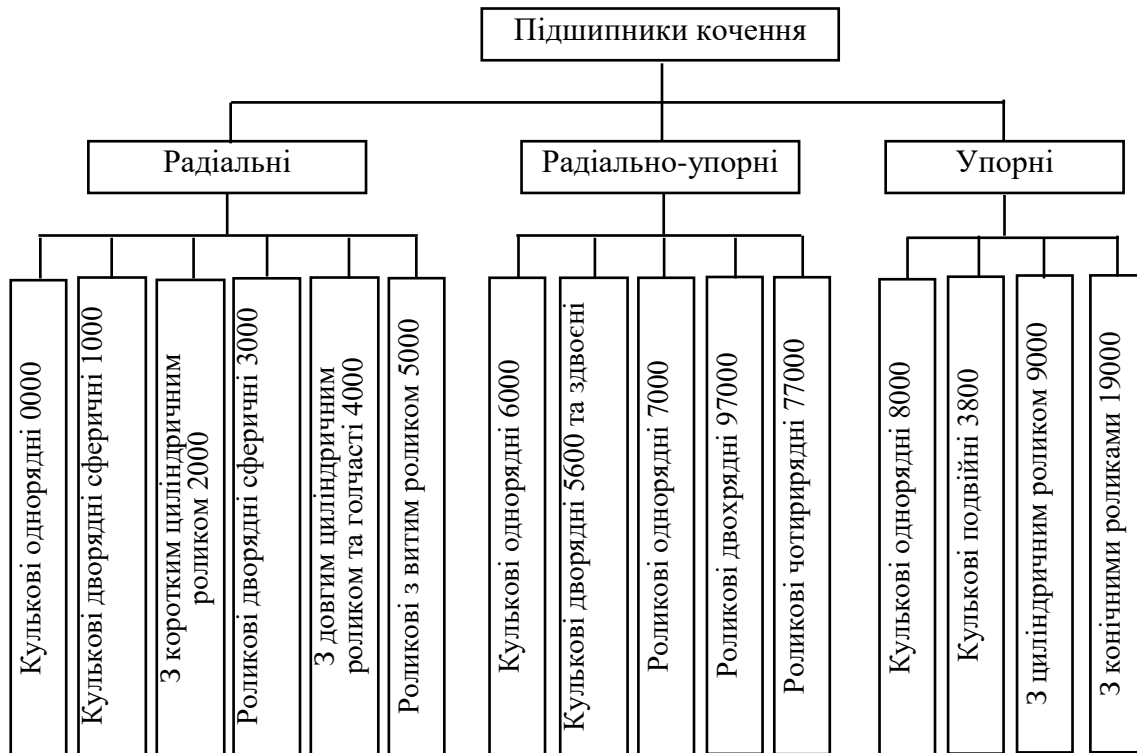 Підшипники кочення
Радіальні
Радіально-упорні
Упорні
Кулькові однорядні 0000
Кулькові дворядні сферичні 1000
З коротким циліндричним
роликом 2000
Роликові дворядні сферичні 3000
З довгим циліндричним
роликом та голчасті 4000
Роликові з витим роликом 5000
Кулькові однорядні 6000
Кулькові дворядні 5600 та здвоєні
Роликові однорядні 7000
Роликові двохрядні 97000
Роликові чотирирядні 77000
Кулькові однорядні 8000
Кулькові подвійні 3800
З циліндричним роликом 9000
З конічними роликами 19000